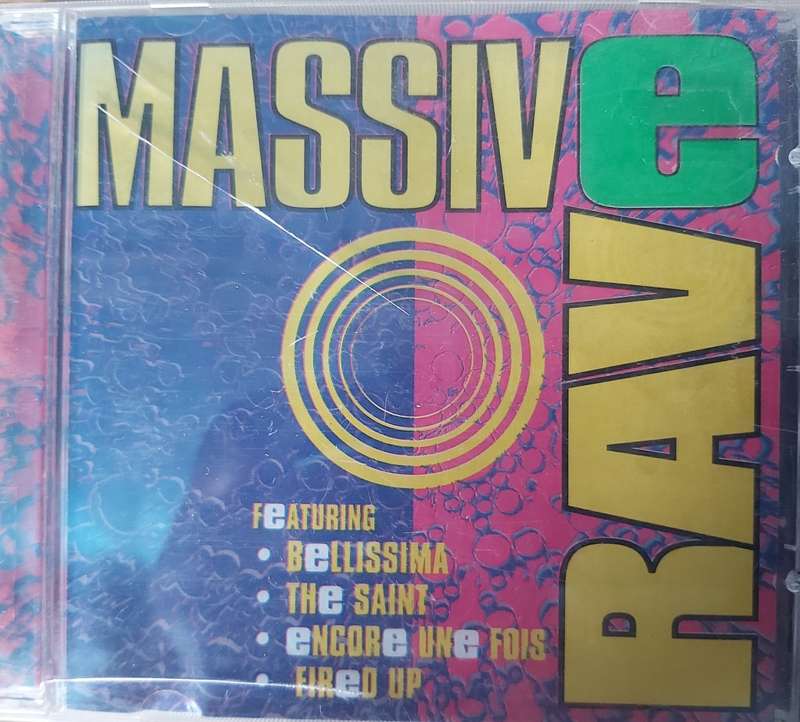 MASSIVe
RAVe
FeATURING
• BeLLISSIMA
• THe SAINT
• eNCORe UNe FOIS
• FIReD UP